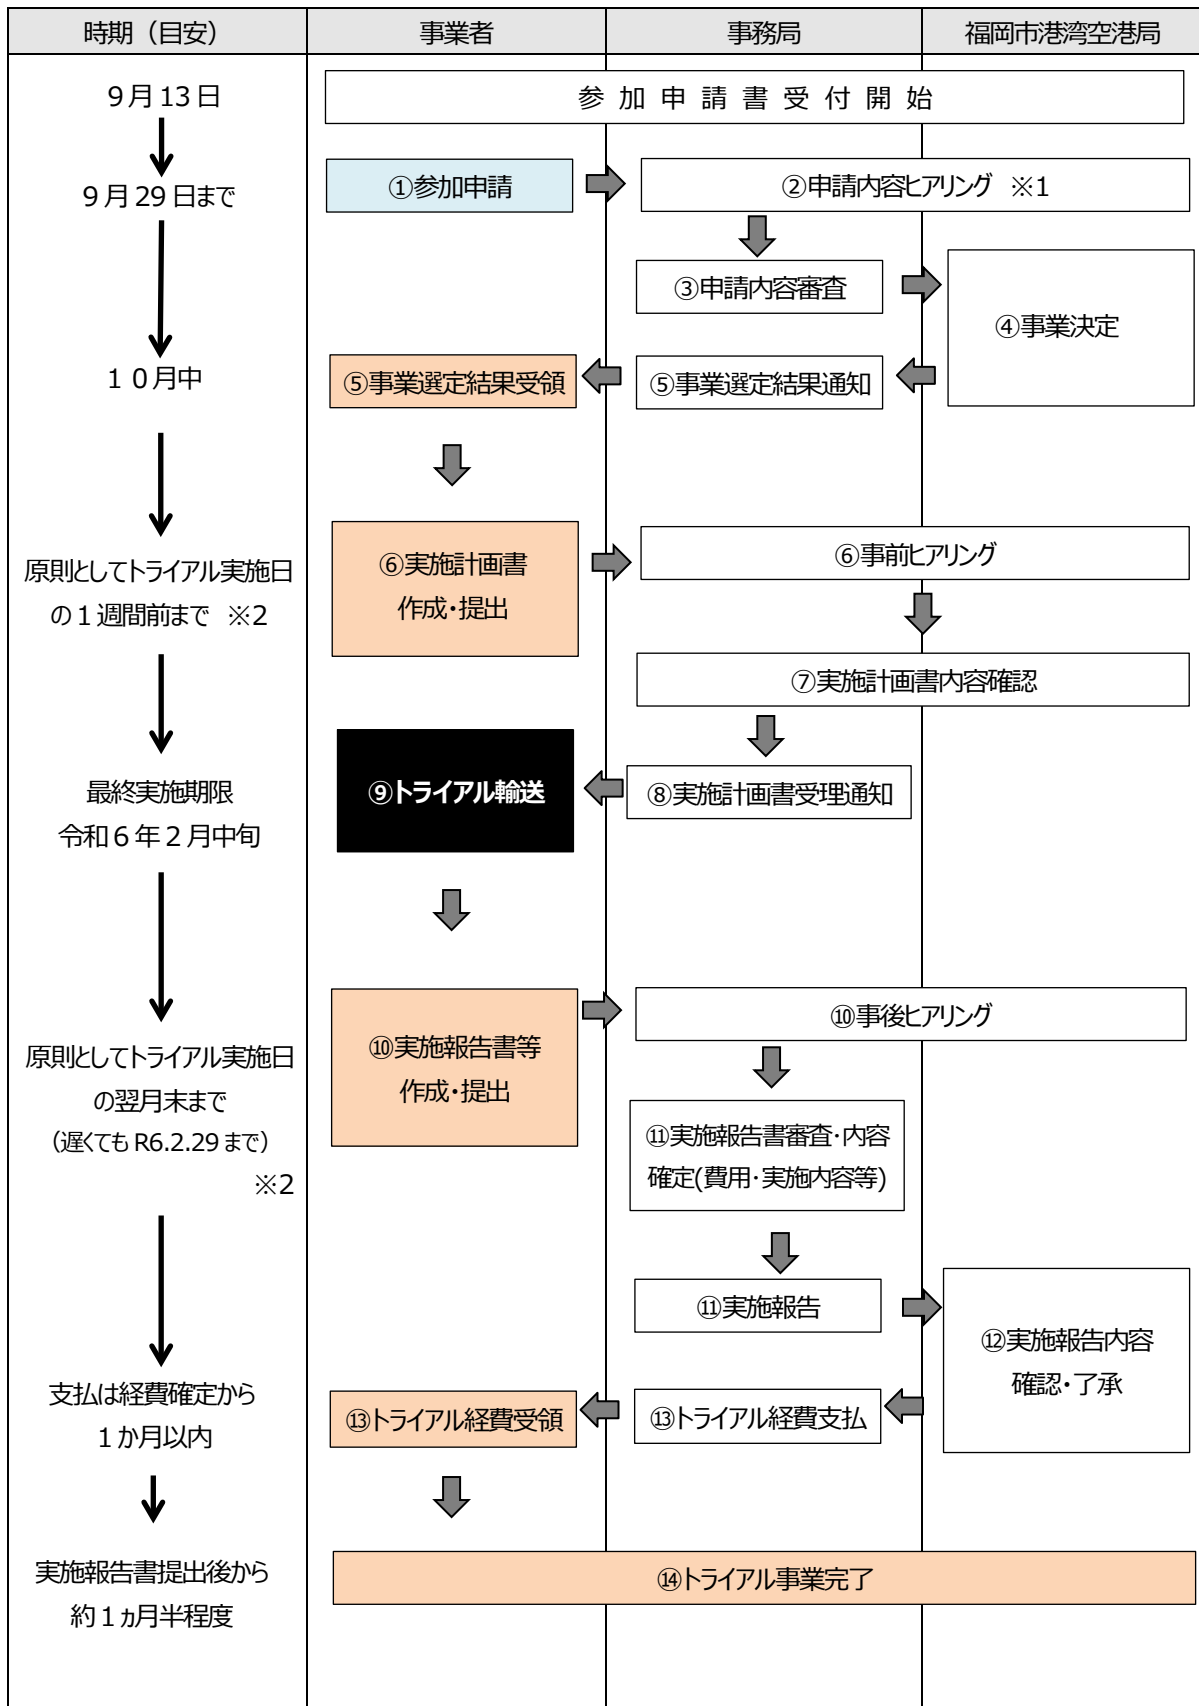 時期（目安）
事業者
事務局
福岡市港湾空港局
９月13日
参加申請書受付開始
９月29日まで
①参加申請
②申請内容ヒアリング ※1
③申請内容審査
④事業決定
１０月中
⑤事業選定結果受領
⑤事業選定結果通知
原則としてトライアル実施日
の１週間前まで ※2
⑥実施計画書
作成・提出
⑥事前ヒアリング
⑦実施計画書内容確認
最終実施期限
令和６年２月中旬
⑨トライアル輸送
⑧実施計画書受理通知
原則としてトライアル実施日
の翌月末まで
（遅くてもR6.2.29まで）
※2
⑩実施報告書等
作成・提出
⑩事後ヒアリング
⑪実施報告書審査・内容
確定(費用・実施内容等)
⑪実施報告
⑫実施報告内容
確認・了承
支払は経費確定から
１か月以内
⑬トライアル経費受領
⑬トライアル経費支払
実施報告書提出後から
約１ヵ月半程度
⑭トライアル事業完了